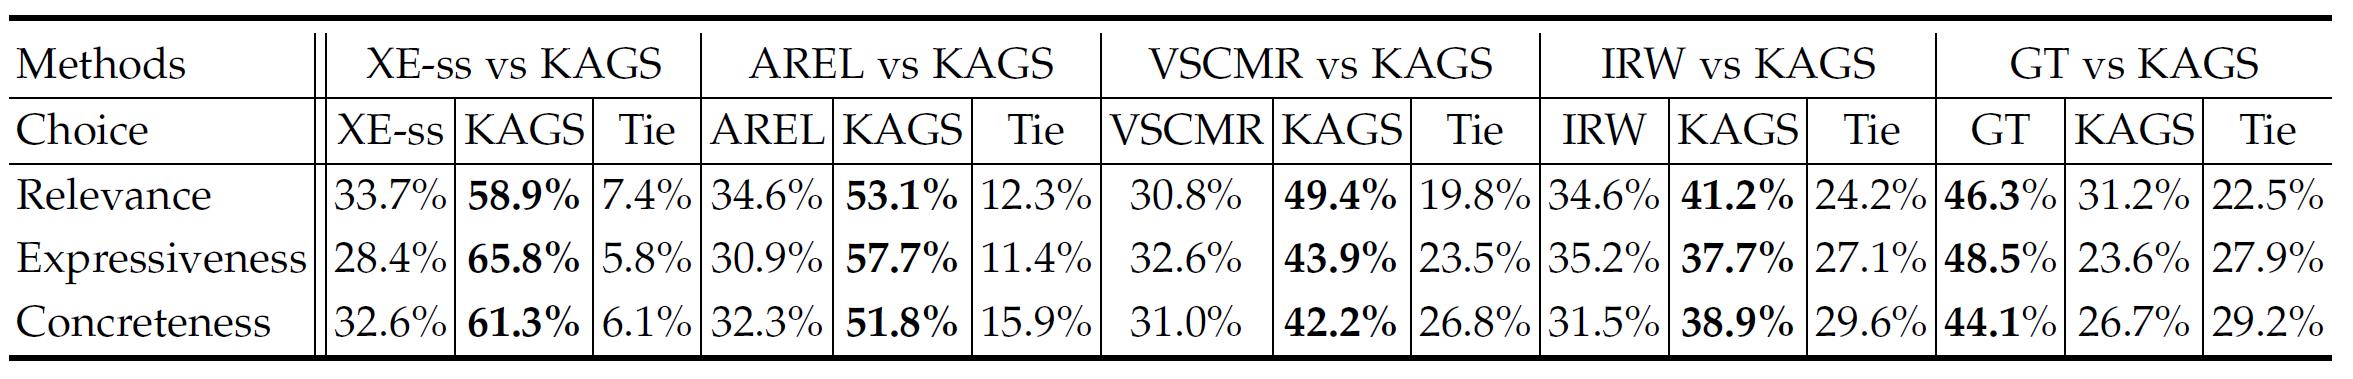 Methods XE-ss vs KAGS AREL vs KAGS VSCMR vs KAGS IRW vs KAGS GT vs KAGS
Choice XE-ss KAGS Tie AREL KAGS Tie VSCMR KAGS Tie IRW KAGS Tie GT KAGS Tie
Relevance 33.7% 58.9% 7.4% 34.6% 53.1% 12.3% 30.8% 49.4% 19.8% 34.6% 41.2% 24.2% 46.3% 31.2% 22.5%
Expressiveness 28.4% 65.8% 5.8% 30.9% 57.7% 11.4% 32.6% 43.9% 23.5% 35.2% 37.7% 27.1% 48.5% 23.6% 27.9%
Concreteness 32.6% 61.3% 6.1% 32.3% 51.8% 15.9% 31.0% 42.2% 26.8% 31.5% 38.9% 29.6% 44.1% 26.7% 29.2%